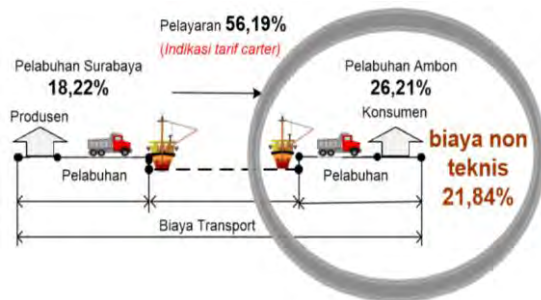 Pelayaran 56,19%
(Indikasi tarif carter)
Pelabuhan Surabaya
18,22%
Pelabuhan Ambon
26,21%
Produsen
Konsumen
biaya non
teknis
21,84%
Pelabuhan
Pelabuhan
Biaya Transport